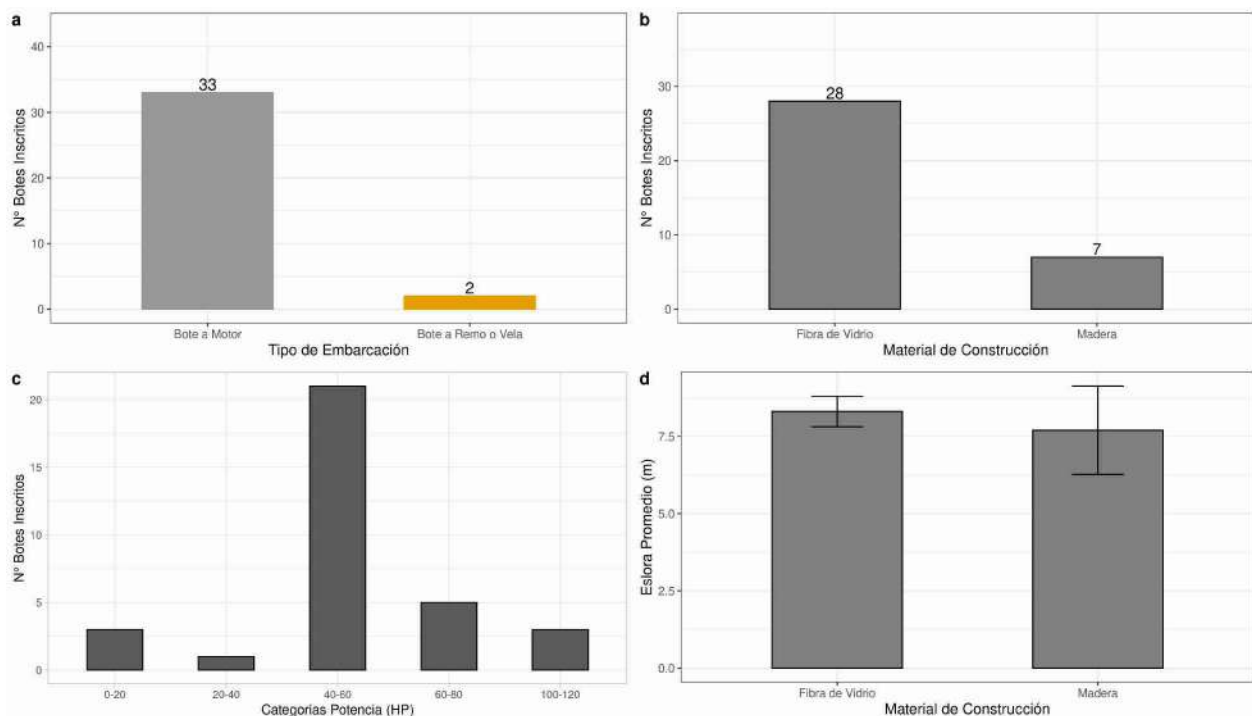 a
40
30
20
10
0
N° Botes Inscritos
33
2
Bote a Motor
Bote a Remo o Vela
Tipo de Embarcación
b
30
20
10
0
N° Botes Inscritos
28
7
Fibra de Vidrio
Madera
Material de Construcción
c
20
15
10
5
0
N° Botes Inscritos
0-20
20-40
40-60
60-80
100-120
Categorías Potencia (HP)
d
7.5
5.0
2.5
0.0
Eslora Promedio (m)
Fibra de Vidrio
Madera
Material de Construcción